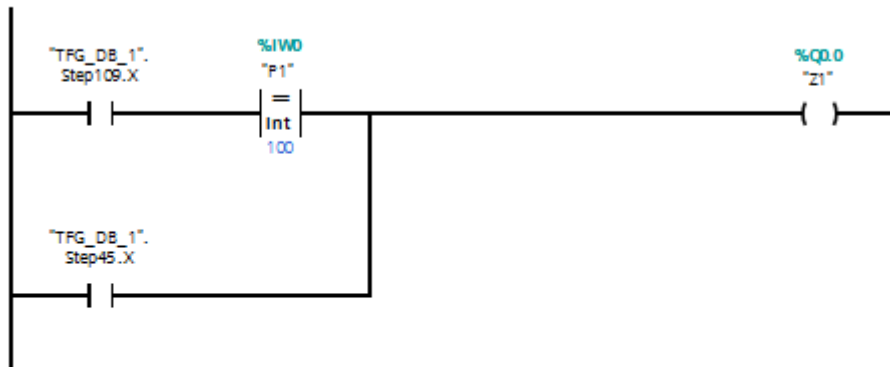 "TFG_DB_1".
Step109.X
%IW0
"P1"
=
Int
100
%Q0.0
"Z1"
"TFG_DB_1".
Step45.X